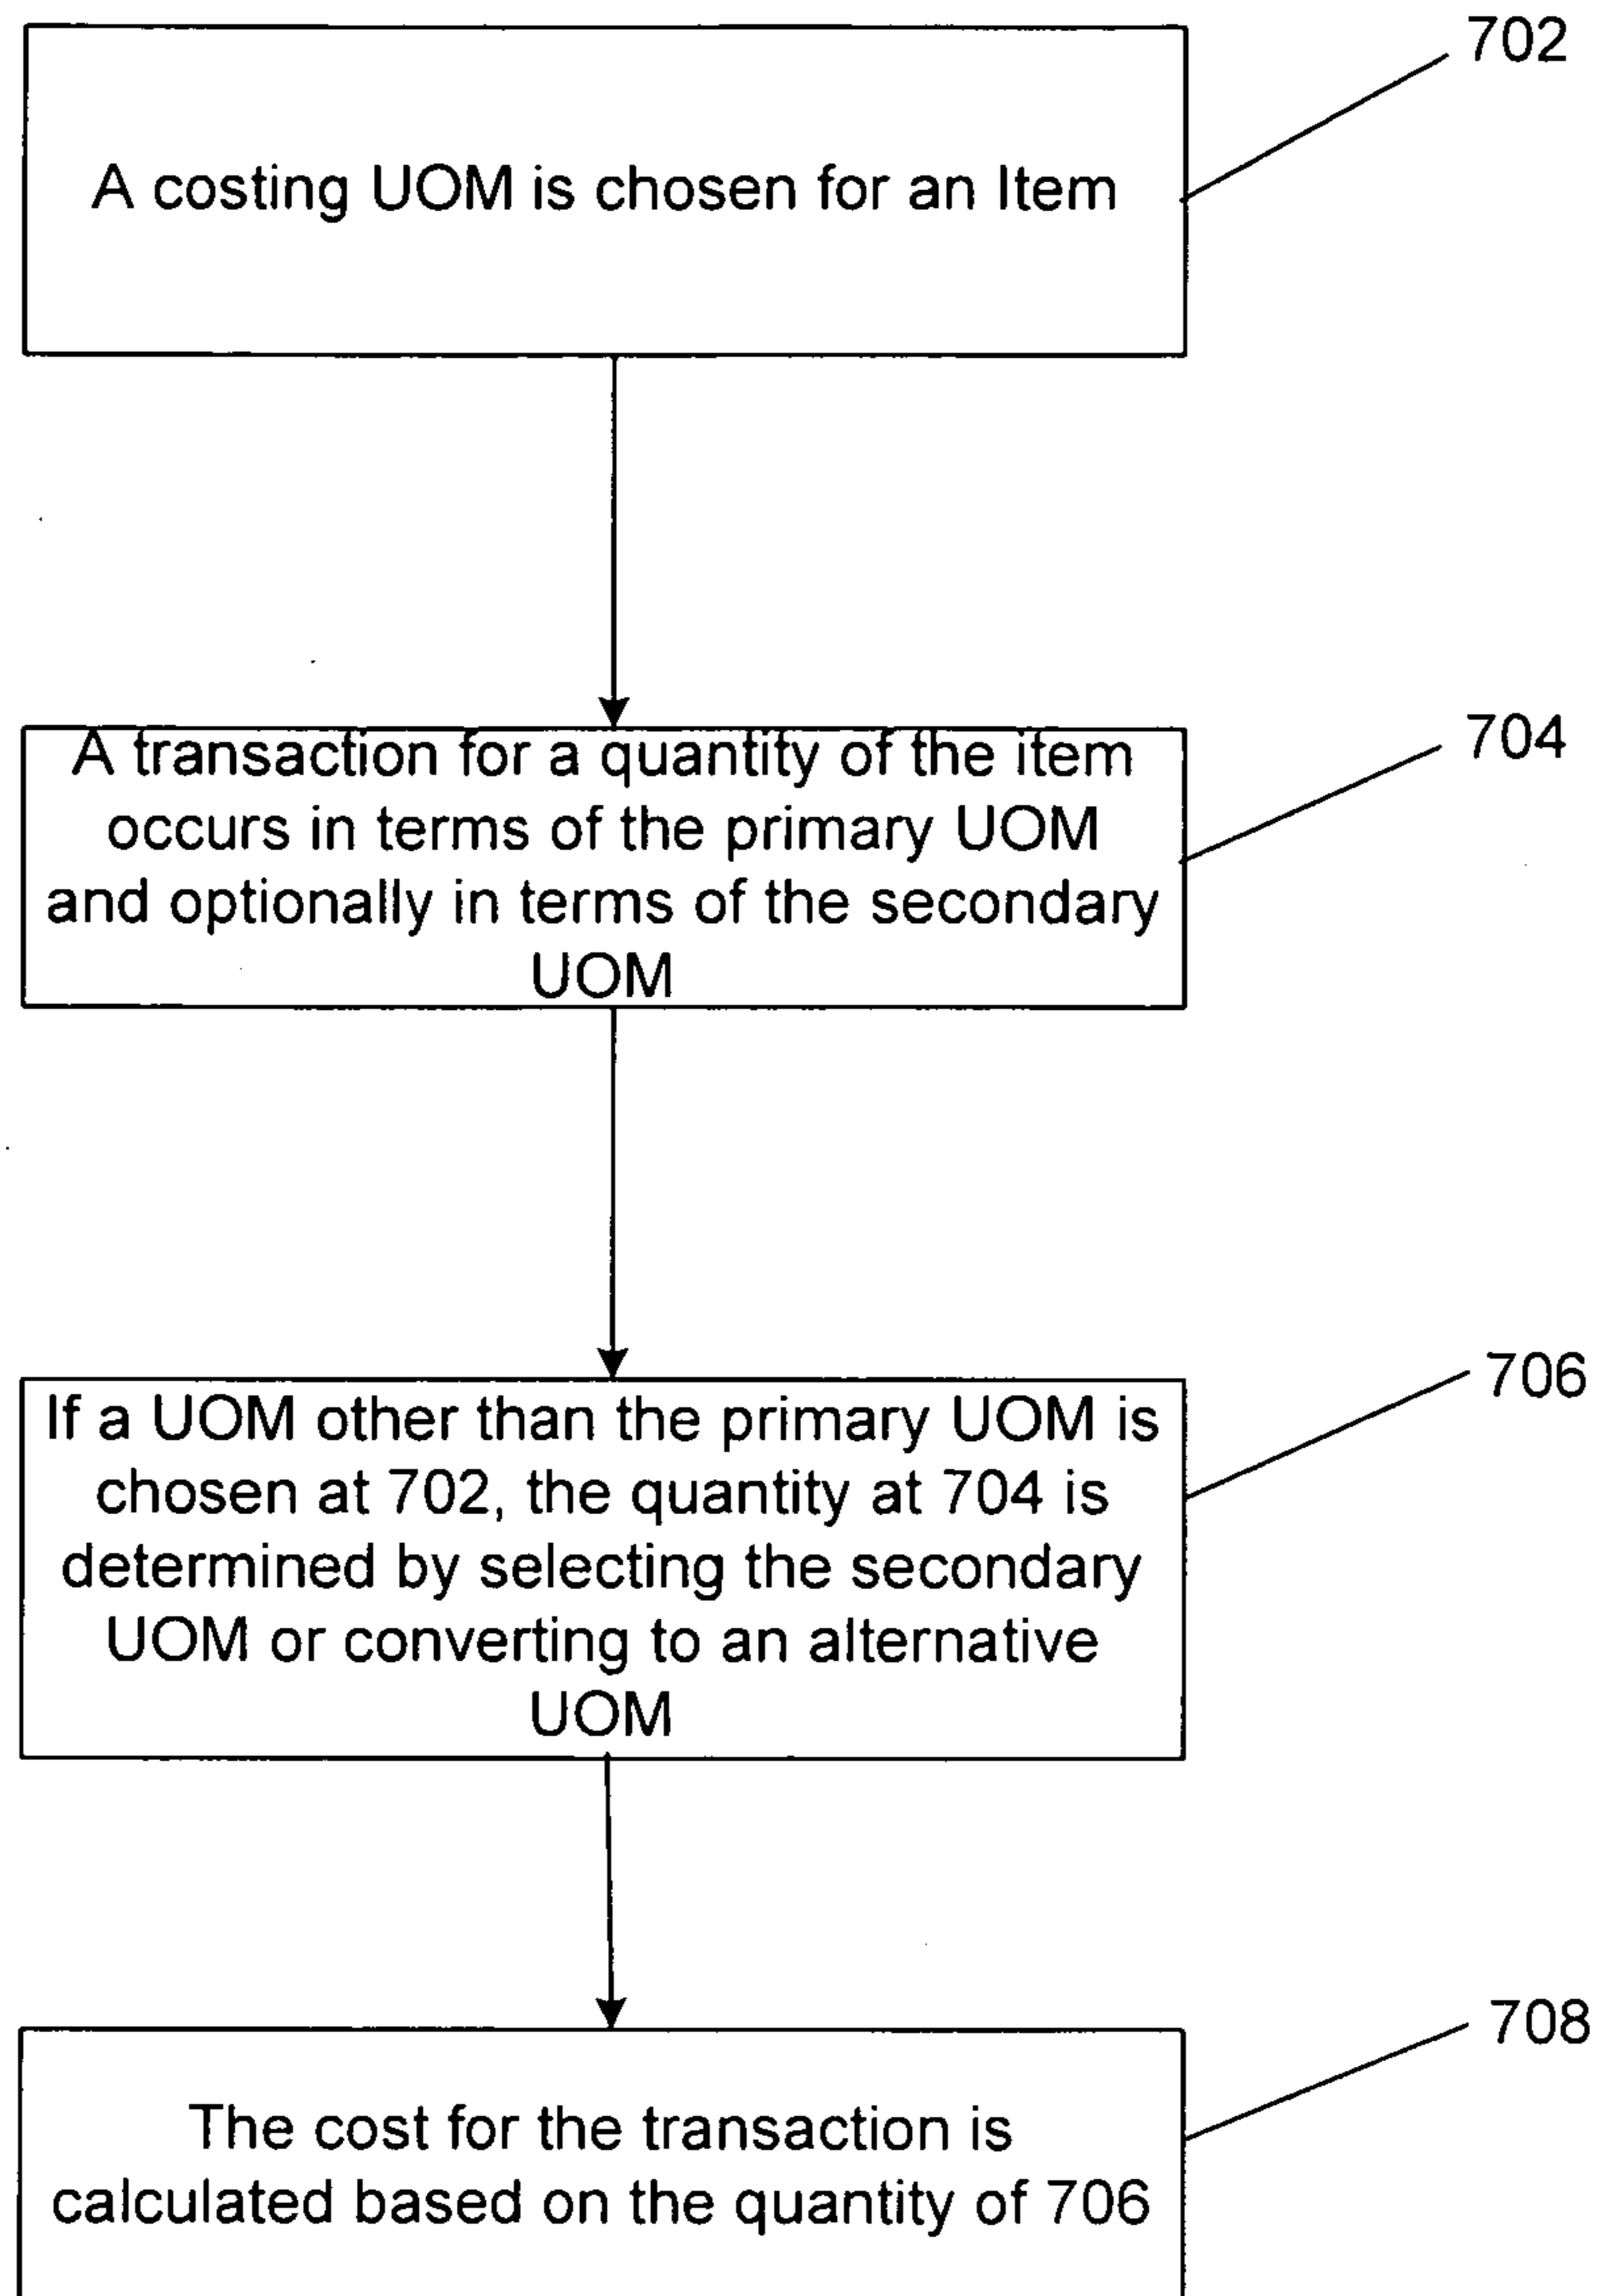 702
A costing UOM is chosen for an Item
704
A transaction for a quantity of the item
occurs in terms of the primary UOM
and optionally in terms of the secondary
UOM
706
If a UOM other than the primary UOM is
chosen at 702, the quantity at 704 is
determined by selecting the secondary
UOM or converting to an alternative
UOM
708
The cost for the transaction is
calculated based on the quantity of 706